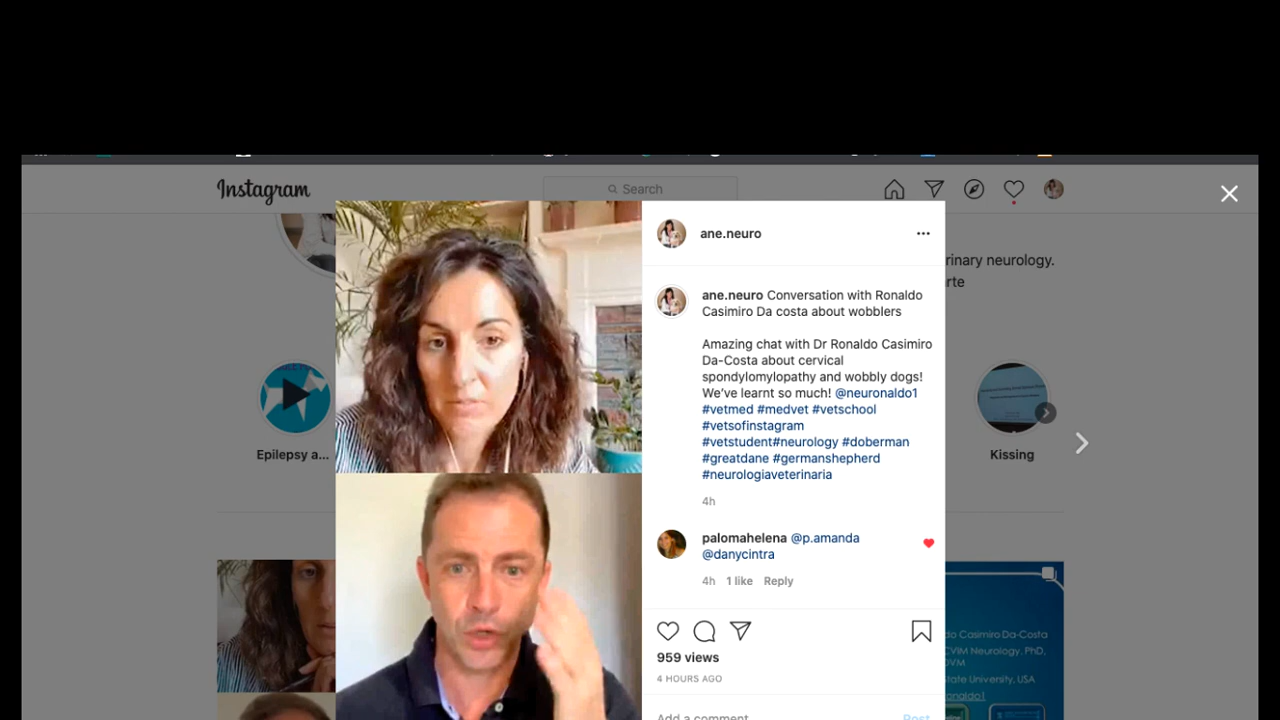 Instagram
Search
ane.neuro
rinary neurology.
rte
ane.neuro Conversation with Ronaldo
Casimiro Da costa about wobblers
Amazing chat with Dr Ronaldo Casimiro
Da-Costa about cervical
spondylomylopathy and wobbly dogs!
We've learnt so much! @neuronaldo1
#vetmed #medvet #vetschool
#vetsofinstagram
#vetstudent#neurology #doberman
#greatdane #germanshepherd
#neurologiaveterinaria
4h
Epilepsy a...
Kissing
palomahelena @p.amanda
@danycintra
4h 1 like Reply
959 views
4 HOURS AGO
Add a comment
Post
do Casimiro Da-Costa
CVIM Neurology, PhD,
DVM
State University, USA
onaldo1